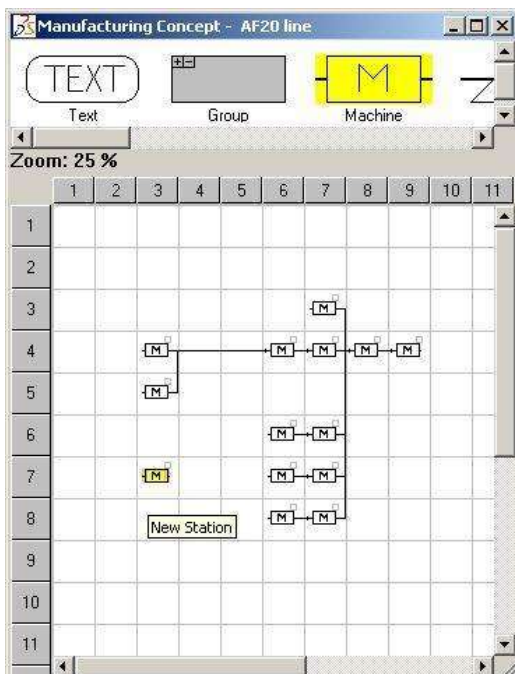 Manufacturing Concept - AF20 line
TEXT M
Text Group Machine
Zoom: 25 %
1 2 3 4 5 6 7 8 9 10 11
1
2
3 M
4 M M M M M
5 M
6 M M
7 M M M
8 M M
New Station
9
10
11